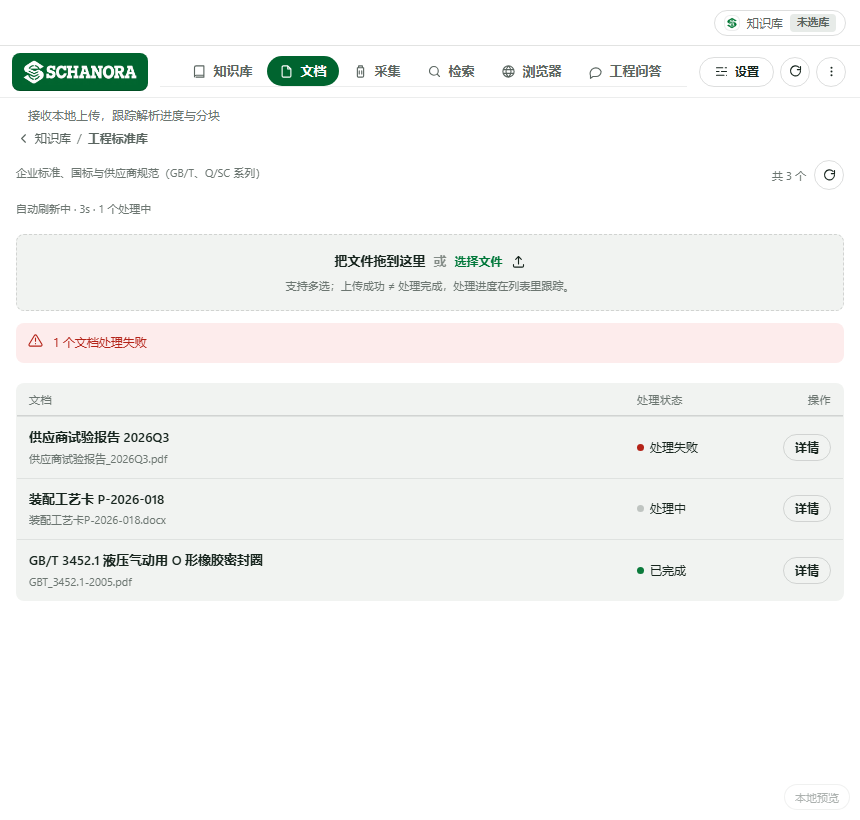 知识库 未选库
SCHANORA 知识库 文档 采集 检索 浏览器 工程问答 设置
接收本地上传，跟踪解析进度与分块
知识库 / 工程标准库
企业标准、国标与供应商规范（GB/T、Q/SC 系列） 共 3 个
自动刷新中 · 3s · 1 个处理中
把文件拖到这里 或 选择文件
支持多选；上传成功 ≠ 处理完成，处理进度在列表里跟踪。
1 个文档处理失败
文档 处理状态 操作
供应商试验报告 2026Q3
供应商试验报告_2026Q3.pdf
处理失败 详情
装配工艺卡 P-2026-018
装配工艺卡P-2026-018.docx
处理中 详情
GB/T 3452.1 液压气动用 O 形橡胶密封圈
GBT_3452.1-2005.pdf
已完成 详情
本地预览